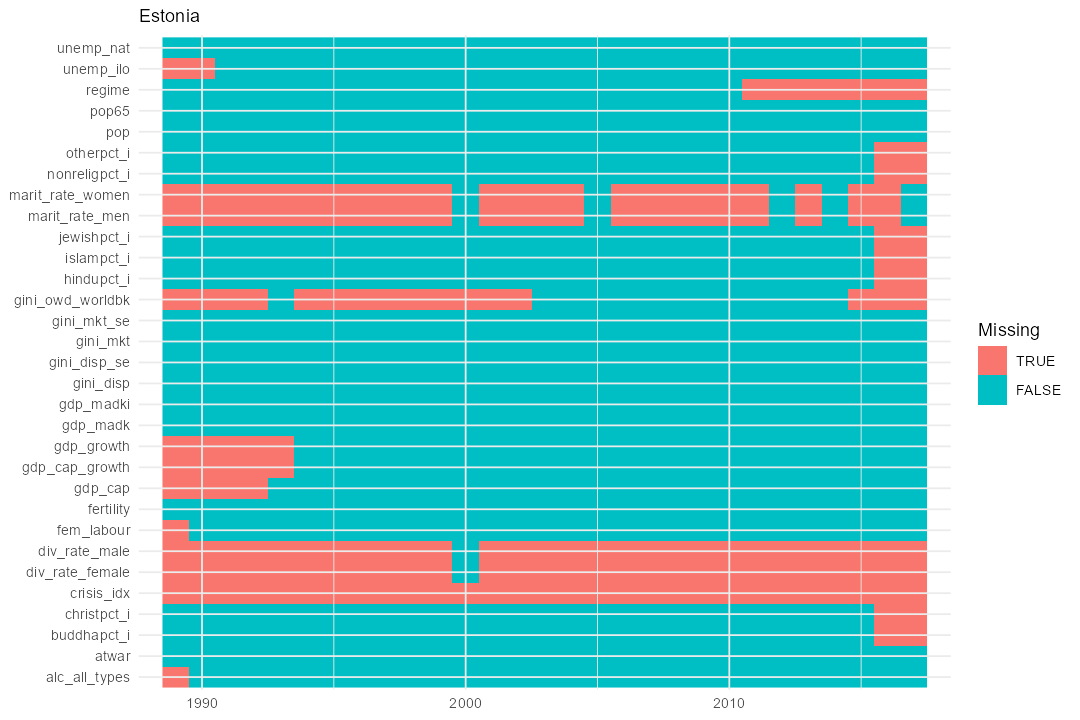 Estonia
unemp_nat
unemp_ilo
regime
pop65
pop
otherpct_i
nonreligpct_i
marit_rate_women
marit_rate_men
jewishpct_i
islampct_i
hindupct_i
gini_owd_worldbk
gini_mkt_se
gini_mkt
gini_disp_se
gini_disp
gdp_madki
gdp_madk
gdp_growth
gdp_cap_growth
gdp_cap
fertility
fem_labour
div_rate_male
div_rate_female
crisis_idx
christpct_i
buddhapct_i
atwar
alc_all_types
1990 2000 2010
Missing
TRUE
FALSE